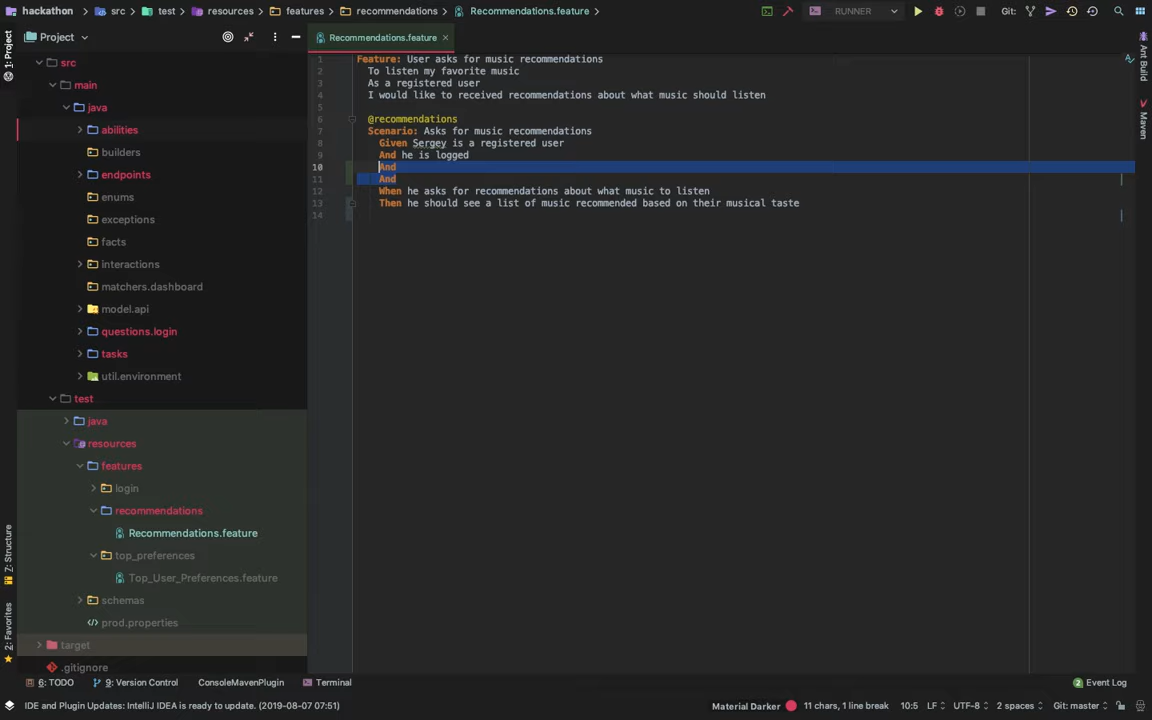 hackathon src test resources features recommendations Recommendations.feature RUNNER Git:
1: Project
Project
Recommendations.feature
src
main
java
abilities
builders
endpoints
enums
exceptions
facts
interactions
matchers.dashboard
model.api
questions.login
tasks
util.environment
test
java
resources
features
login
recommendations
Recommendations.feature
top_preferences
Top_User_Preferences.feature
schemas
prod.properties
target
.gitignore
7: Structure
2: Favorites
1 Feature: User asks for music recommendations
2 To listen my favorite music
3 As a registered user
4 I would like to received recommendations about what music should listen
5
6 @recommendations
7 Scenario: Asks for music recommendations
8 Given Sergey is a registered user
9 And he is logged
10 And
11 And
12 When he asks for recommendations about what music to listen
13 Then he should see a list of music recommended based on their musical taste
14
Ant Build
Maven
6: TODO 9: Version Control ConsoleMavenPlugin Terminal 2 Event Log
IDE and Plugin Updates: IntelliJ IDEA is ready to update. (2019-08-07 07:51) Material Darker 11 chars, 1 line break 10:5 LF UTF-8 2 spaces Git: master